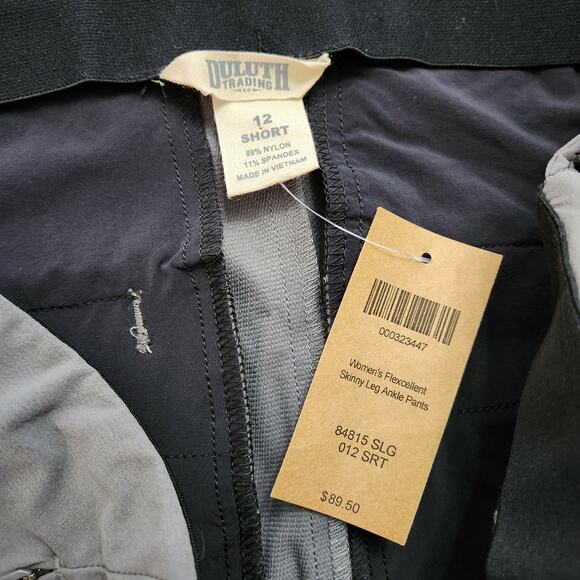 DULUTH
TRADING
12
SHORT
89% NYLON
11% SPANDEX
MADE IN VIETNAM
000323447
Women's Flexcellent
Skinny Leg Ankle Pants
84815 SLG
012 SRT
$89.50